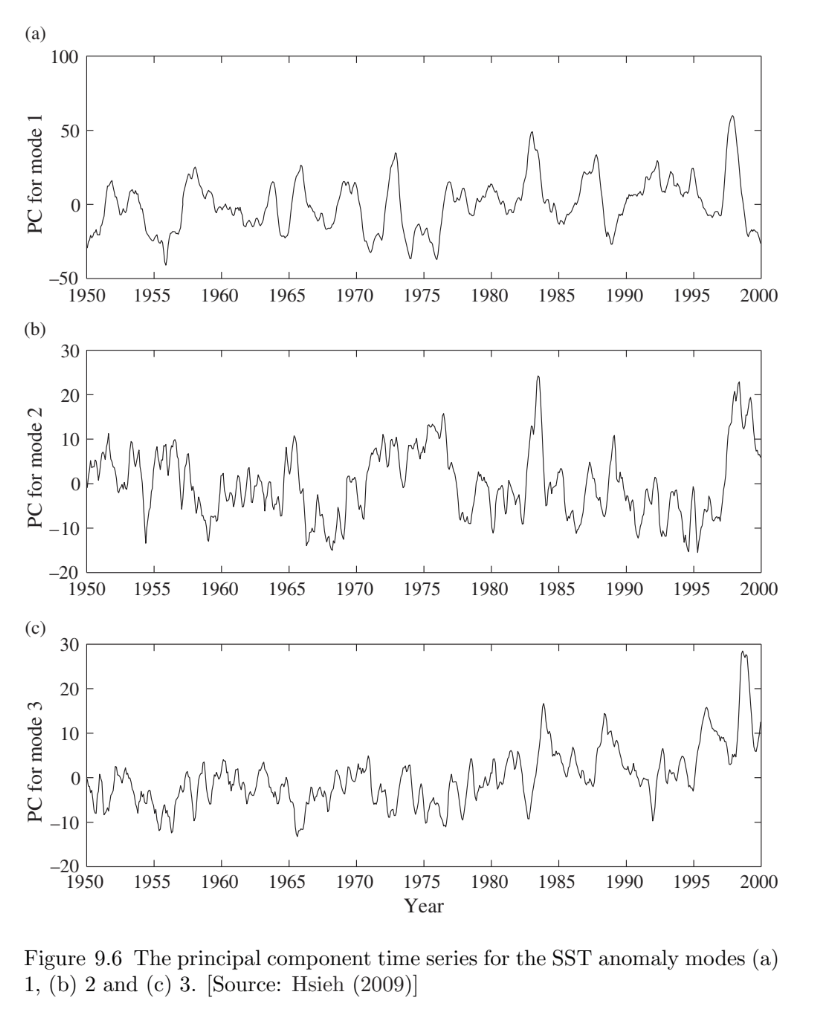 (a)
100
50
0
–50
PC for mode 1
1950 1955 1960 1965 1970 1975 1980 1985 1990 1995 2000
(b)
30
20
10
0
–10
–20
PC for mode 2
1950 1955 1960 1965 1970 1975 1980 1985 1990 1995 2000
(c)
30
20
10
0
–10
–20
PC for mode 3
1950 1955 1960 1965 1970 1975 1980 1985 1990 1995 2000
Year
Figure 9.6 The principal component time series for the SST anomaly modes (a)
1, (b) 2 and (c) 3. [Source: Hsieh (2009)]